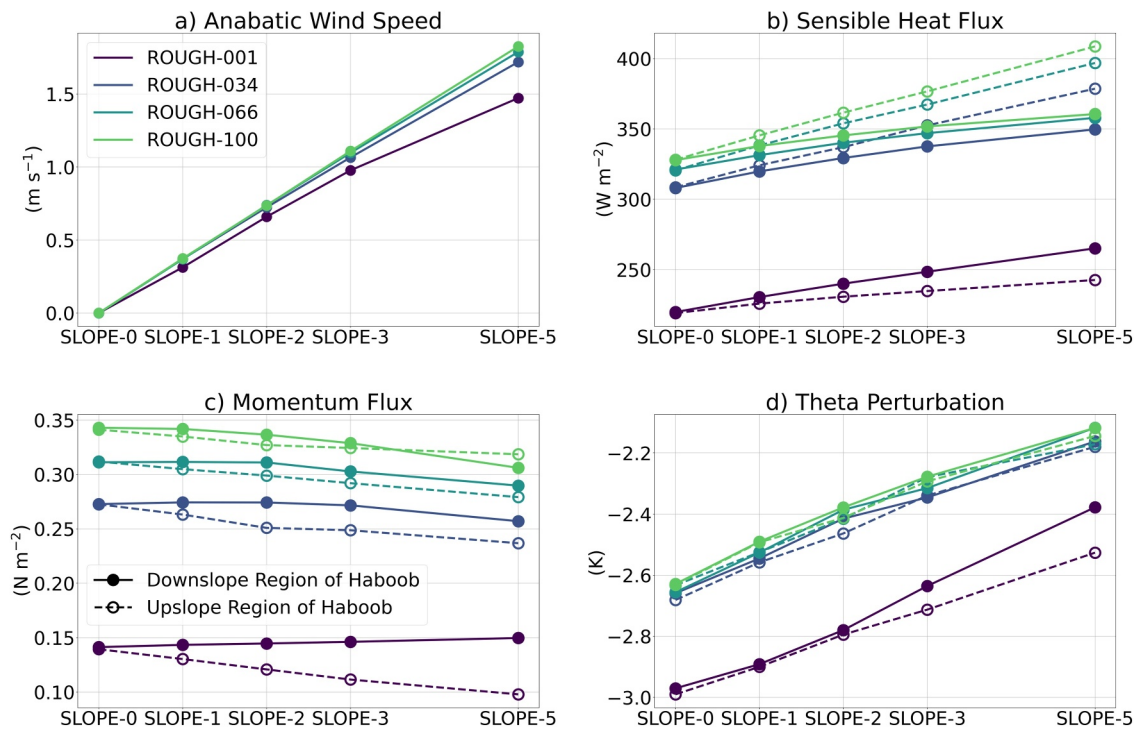 a) Anabatic Wind Speed
(m s⁻¹)
1.5
1.0
0.5
0.0
ROUGH-001
ROUGH-034
ROUGH-066
ROUGH-100
SLOPE-0 SLOPE-1 SLOPE-2 SLOPE-3 SLOPE-5
b) Sensible Heat Flux
(W m⁻²)
400
350
300
250
SLOPE-0 SLOPE-1 SLOPE-2 SLOPE-3 SLOPE-5
c) Momentum Flux
(N m⁻²)
0.35
0.30
0.25
0.20
0.15
0.10
Downslope Region of Haboob
Upslope Region of Haboob
SLOPE-0 SLOPE-1 SLOPE-2 SLOPE-3 SLOPE-5
d) Theta Perturbation
(K)
−2.2
−2.4
−2.6
−2.8
−3.0
SLOPE-0 SLOPE-1 SLOPE-2 SLOPE-3 SLOPE-5